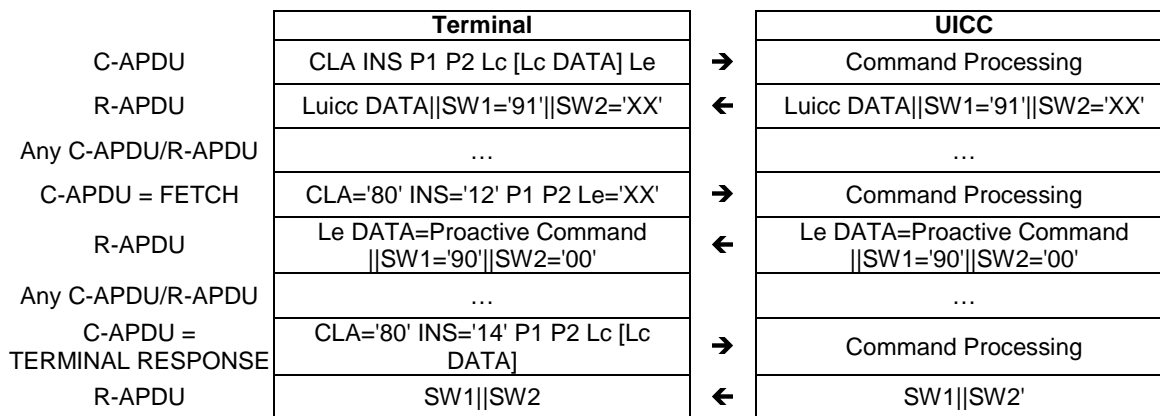 Terminal UICC
C-APDU CLA INS P1 P2 Lc [Lc DATA] Le ➔ Command Processing
R-APDU Luicc DATA||SW1='91'||SW2='XX' 🡸 Luicc DATA||SW1='91'||SW2='XX'
Any C-APDU/R-APDU … …
C-APDU = FETCH CLA='80' INS='12' P1 P2 Le='XX' ➔ Command Processing
R-APDU Le DATA=Proactive Command ||SW1='90'||SW2='00' 🡸 Le DATA=Proactive Command ||SW1='90'||SW2='00'
Any C-APDU/R-APDU … …
C-APDU = TERMINAL RESPONSE CLA='80' INS='14' P1 P2 Lc [Lc DATA] ➔ Command Processing
R-APDU SW1||SW2 🡸 SW1||SW2'